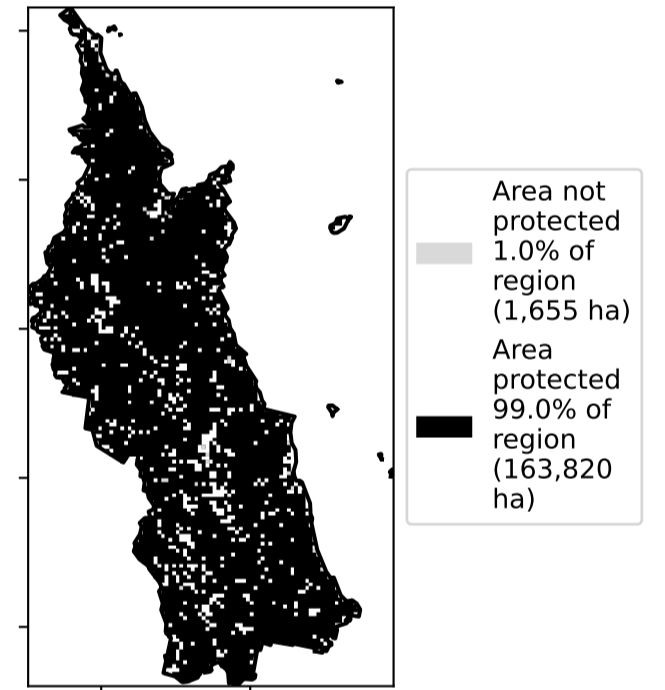 Area not
protected
1.0% of
region
(1,655 ha)
Area
protected
99.0% of
region
(163,820
ha)